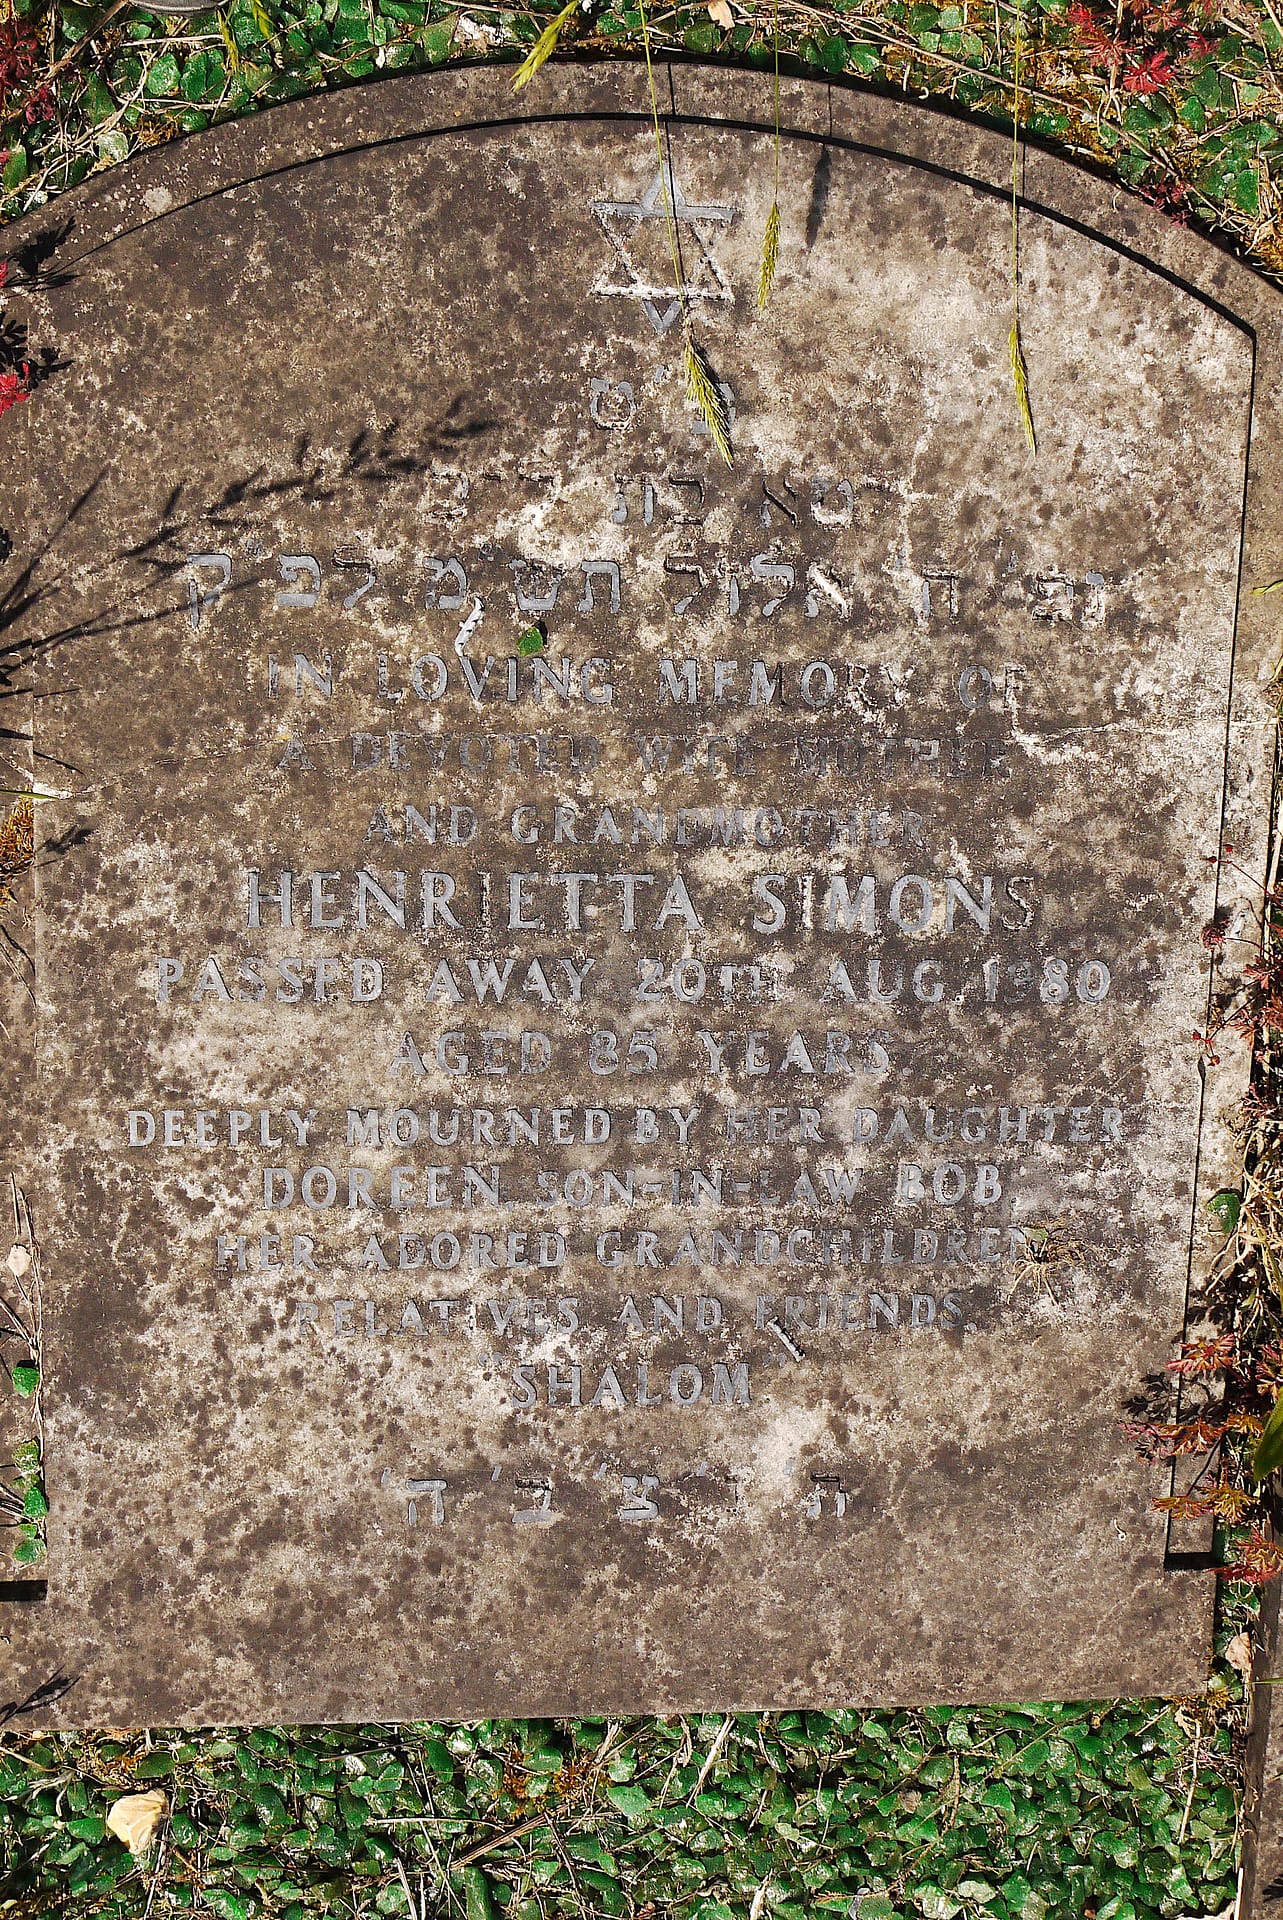 בת
נפ' ח' אלול תש״מ לפ״ק
IN LOVING MEMORY OF
A DEVOTED WIFE MOTHER
AND GRANDMOTHER
HENRIETTA SIMONS
PASSED AWAY 20TH AUG. 1980
AGED 85 YEARS.
DEEPLY MOURNED BY HER DAUGHTER
DOREEN, SON-IN-LAW BOB,
HER ADORED GRANDCHILDREN
RELATIVES AND FRIENDS.
"SHALOM"
ת' נ' צ' ב' ה'